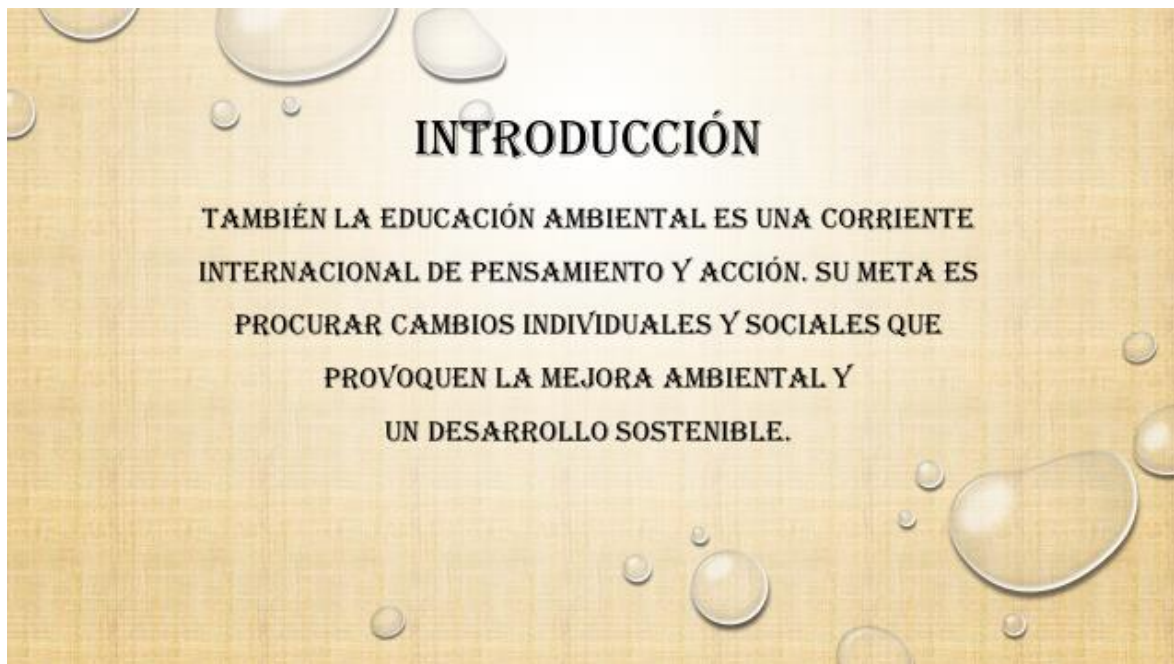 INTRODUCCIÓN
TAMBIÉN LA EDUCACIÓN AMBIENTAL ES UNA CORRIENTE
INTERNACIONAL DE PENSAMIENTO Y ACCIÓN. SU META ES
PROCURAR CAMBIOS INDIVIDUALES Y SOCIALES QUE
PROVOQUEN LA MEJORA AMBIENTAL Y
UN DESARROLLO SOSTENIBLE.